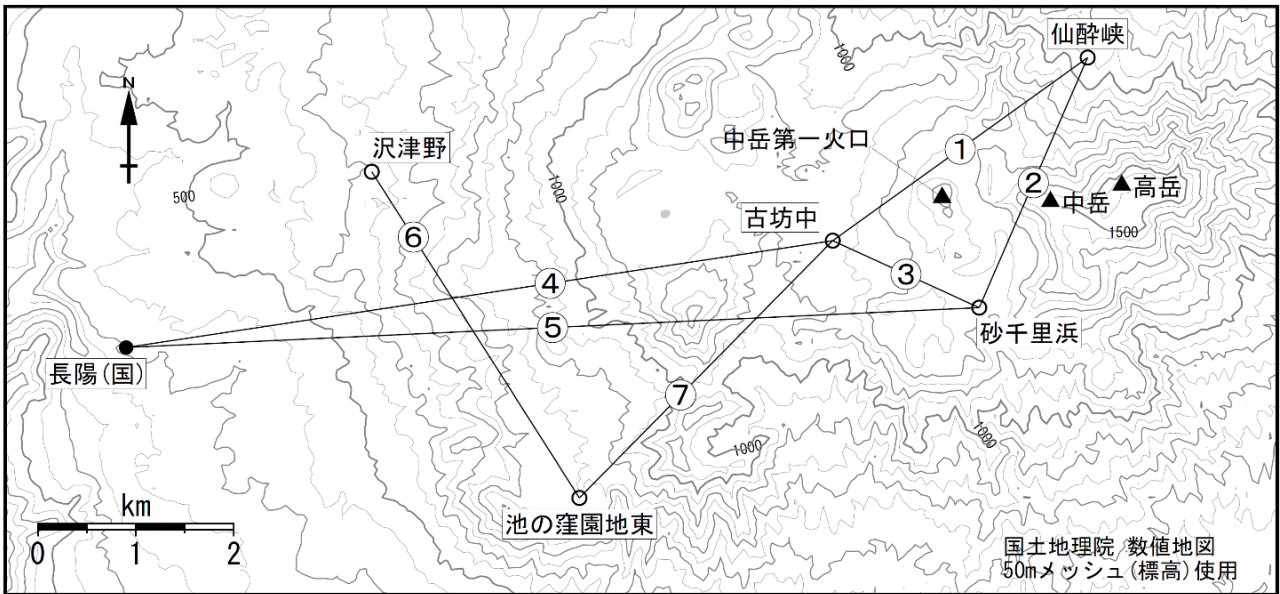 仙酔峡
1000
N
沢津野
中岳第一火口
①
500
1000
②
中岳
高岳
⑥
古坊中
1500
④
③
⑤
砂千里浜
長陽(国)
⑦
1000
1000
km
0 1 2
池の窪園地東
国土地理院 数値地図
50mメッシュ(標高)使用